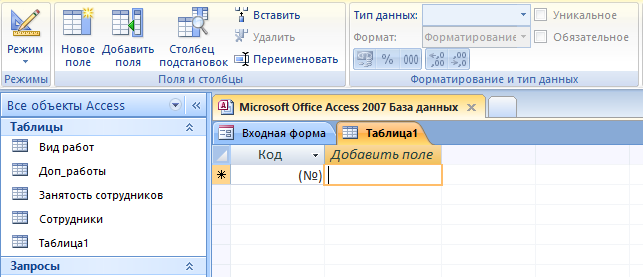 Режим
Режимы
Новое поле
Добавить поля
Столбец подстановок
Вставить
Удалить
Переименовать
Поля и столбцы
Тип данных:
Формат: Форматирование
% 000
,00 →,0
Уникальное
Обязательное
Форматирование и тип данных
Все объекты Access
Таблицы
Вид работ
Доп_работы
Занятость сотрудников
Сотрудники
Таблица1
Запросы
Microsoft Office Access 2007 База данных
Входная форма
Таблица1
Код
Добавить поле
(№)